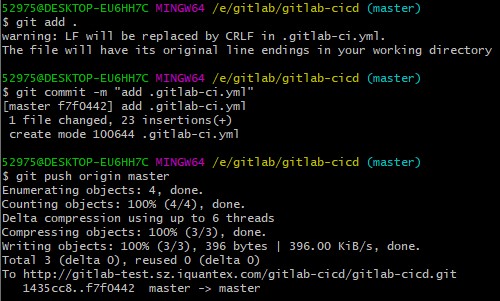 52975@DESKTOP-EU6HH7C MINGW64 /e/gitlab/gitlab-cicd (master)
$ git add .
warning: LF will be replaced by CRLF in .gitlab-ci.yml.
The file will have its original line endings in your working directory

52975@DESKTOP-EU6HH7C MINGW64 /e/gitlab/gitlab-cicd (master)
$ git commit -m "add .gitlab-ci.yml"
[master f7f0442] add .gitlab-ci.yml
 1 file changed, 23 insertions(+)
 create mode 100644 .gitlab-ci.yml

52975@DESKTOP-EU6HH7C MINGW64 /e/gitlab/gitlab-cicd (master)
$ git push origin master
Enumerating objects: 4, done.
Counting objects: 100% (4/4), done.
Delta compression using up to 6 threads
Compressing objects: 100% (3/3), done.
Writing objects: 100% (3/3), 396 bytes | 396.00 KiB/s, done.
Total 3 (delta 0), reused 0 (delta 0)
To http://gitlab-test.sz.iquantex.com/gitlab-cicd/gitlab-cicd.git
   1435cc8..f7f0442  master -> master